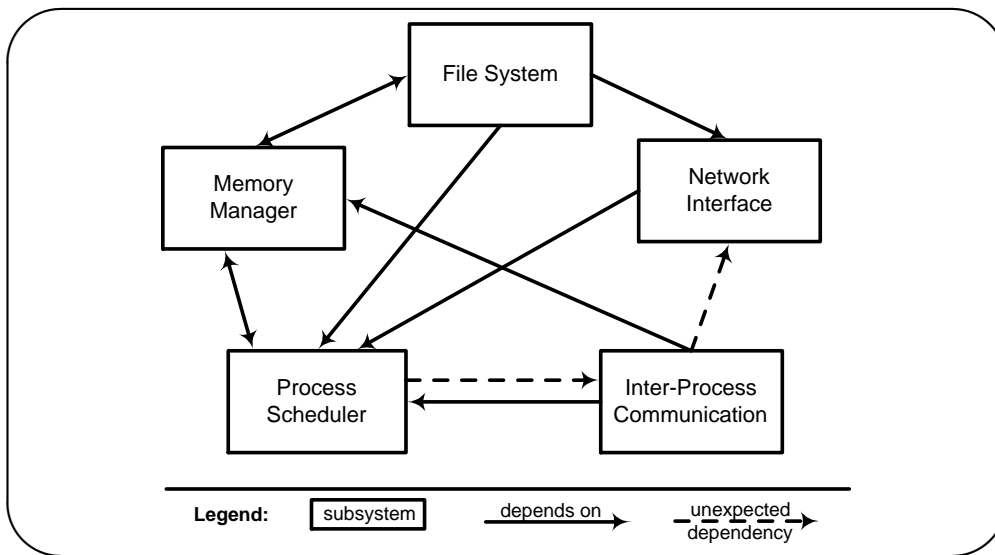 File System
Memory
Manager
Network
Interface
Process
Scheduler
Inter-Process
Communication
Legend:
subsystem
depends on
unexpected
dependency